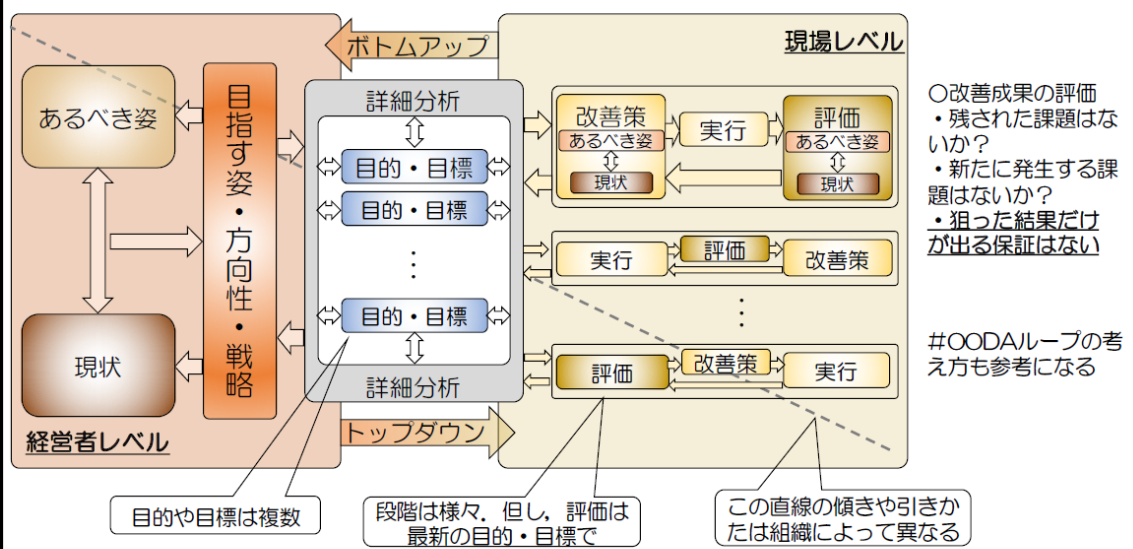 ボトムアップ
現場レベル
あるべき姿
目指す姿・方向性・戦略
現状
経営者レベル
詳細分析
目的・目標
目的・目標
⋮
目的・目標
詳細分析
トップダウン
改善策
あるべき姿
現状
実行
評価
あるべき姿
現状
実行
評価
改善策
⋮
評価
改善策
実行
〇改善成果の評価
・残された課題はな
いか？
・新たに発生する課
題はないか？
・狙った結果だけ
が出る保証はない
＃OODAループの考
え方も参考になる
目的や目標は複数
段階は様々．但し，評価は
最新の目的・目標で
この直線の傾きや引きか
たは組織によって異なる